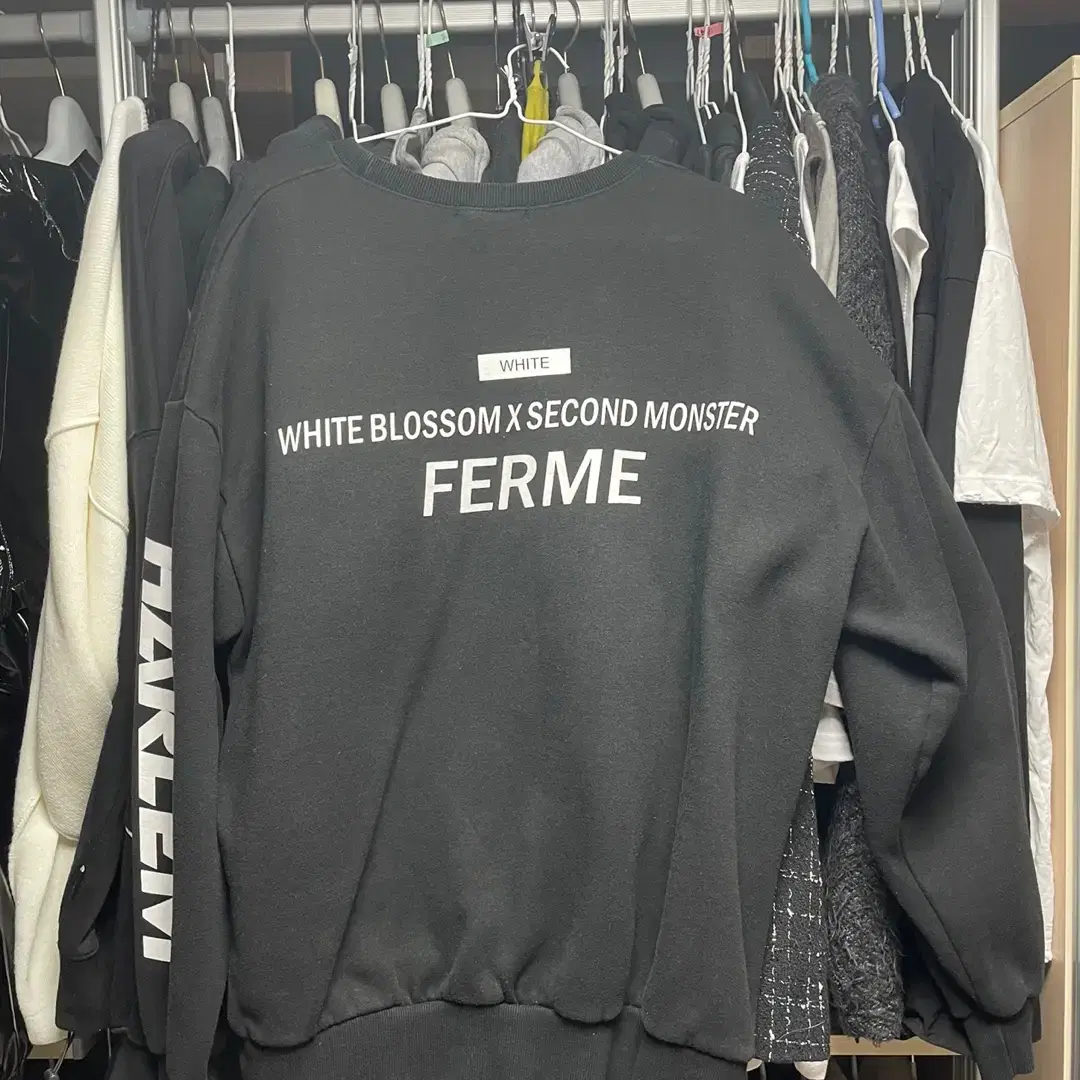 WHITE
WHITE BLOSSOM X SECOND MONSTER
FERME
HARLEM